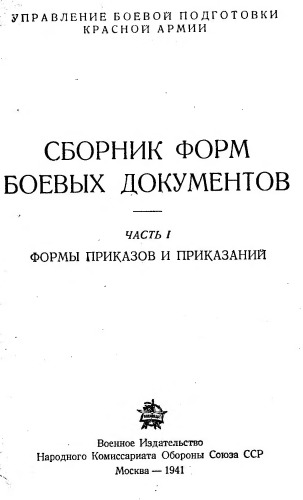 УПРАВЛЕНИЕ БОЕВОЙ ПОДГОТОВКИ
КРАСНОЙ АРМИИ
СБОРНИК ФОРМ
БОЕВЫХ ДОКУМЕНТОВ
ЧАСТЬ I
ФОРМЫ ПРИКАЗОВ И ПРИКАЗАНИЙ
Военное Издательство
Народного Комиссариата Обороны Союза ССР
Москва — 1941